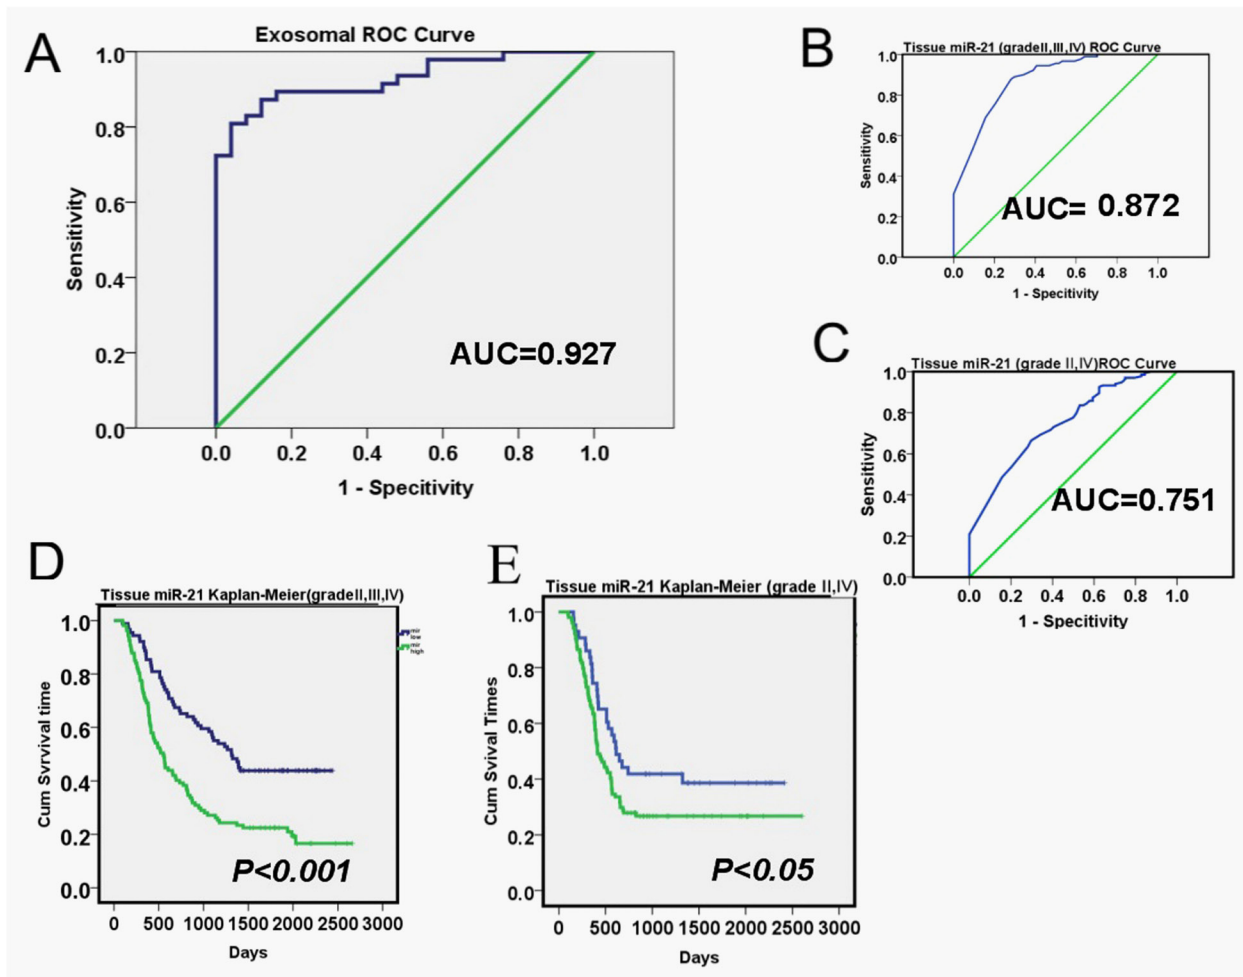 A
Exosomal ROC Curve
1.0
0.8
0.6
0.4
0.2
0.0
Sensitivity
AUC=0.927
0.0 0.2 0.4 0.6 0.8 1.0
1 - Specitivity
B
Tissue miR-21 (gradeII,III,IV) ROC Curve
1.0
0.8
0.6
0.4
0.2
0.0
Sensitivity
AUC= 0.872
0.0 0.2 0.4 0.6 0.8 1.0
1 - Specitivity
C
Tissue miR-21 (grade II,IV)ROC Curve
1.0
0.8
0.6
0.4
0.2
0.0
Sensitivity
AUC=0.751
0.0 0.2 0.4 0.6 0.8 1.0
1 - Specitivity
D
Tissue miR-21 Kaplan-Meier(gradeII,III,IV)
1.0
0.8
0.6
0.4
0.2
0.0
Cum Svrvival time
mir
low
mir
high
P<0.001
0 500 1000 1500 2000 2500 3000
Days
E
Tissue miR-21 Kaplan-Meier (grade II,IV)
1.0
0.8
0.6
0.4
0.2
0.0
Cum Svival Times
P<0.05
0 500 1000 1500 2000 2500 3000
Days